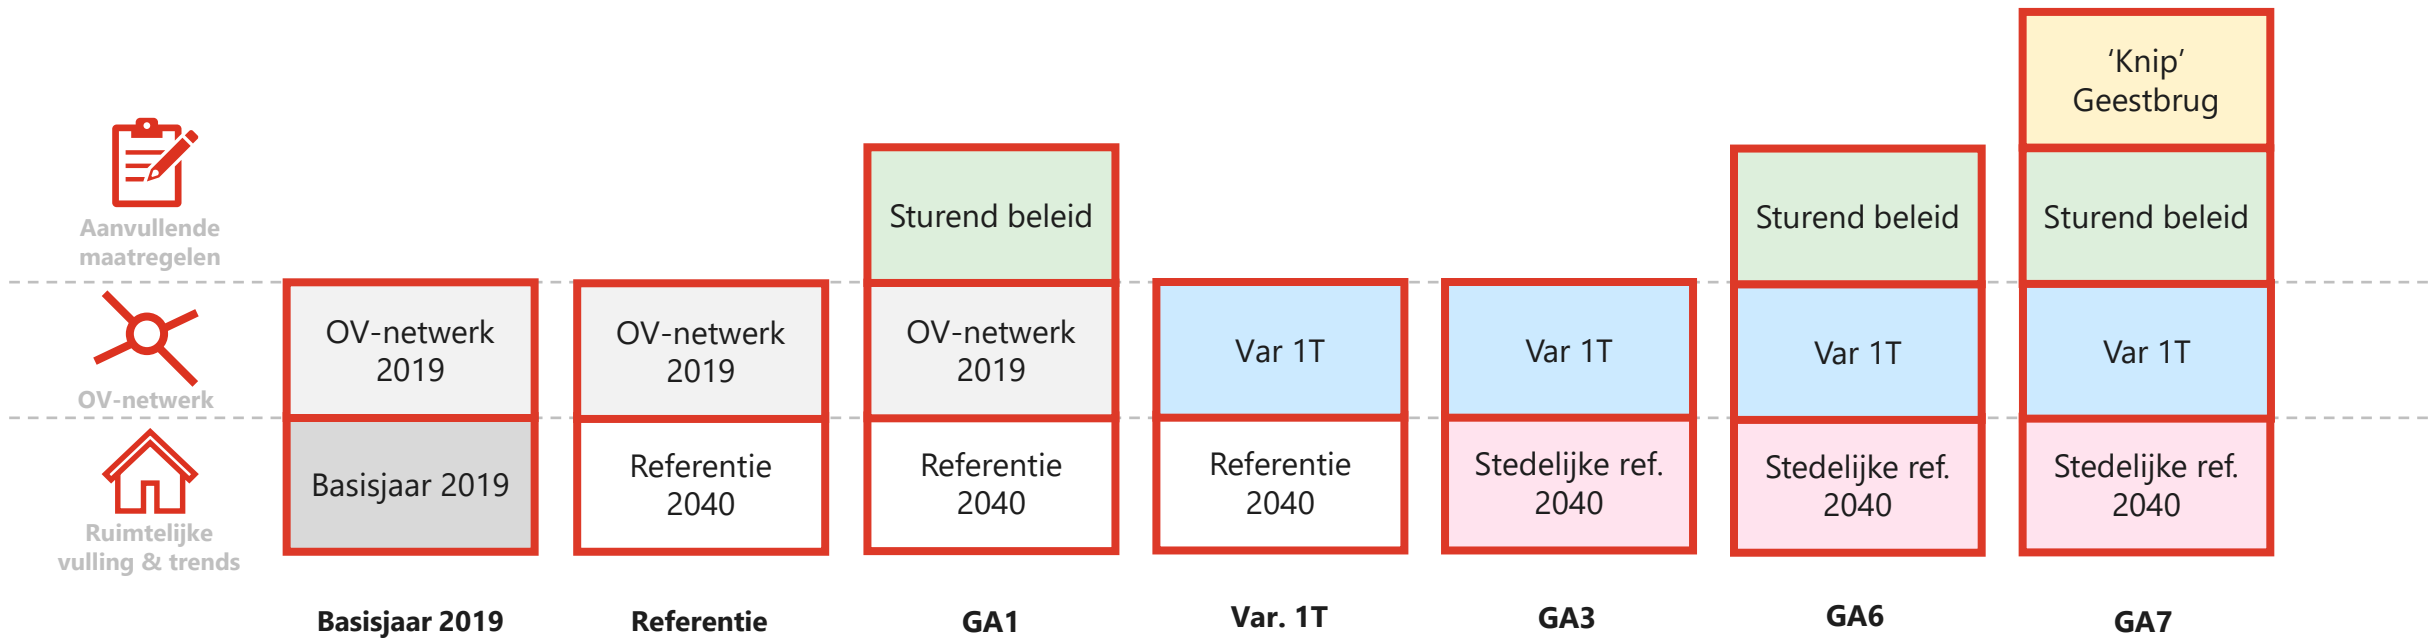 'Knip'
Geestbrug
Aanvullende
maatregelen
Sturend beleid
Sturend beleid
Sturend beleid
OV-netwerk
OV-netwerk
2019
OV-netwerk
2019
OV-netwerk
2019
Var 1T
Var 1T
Var 1T
Var 1T
Ruimtelijke
vulling & trends
Basisjaar 2019
Referentie
2040
Referentie
2040
Referentie
2040
Stedelijke ref.
2040
Stedelijke ref.
2040
Stedelijke ref.
2040
Basisjaar 2019
Referentie
GA1
Var. 1T
GA3
GA6
GA7